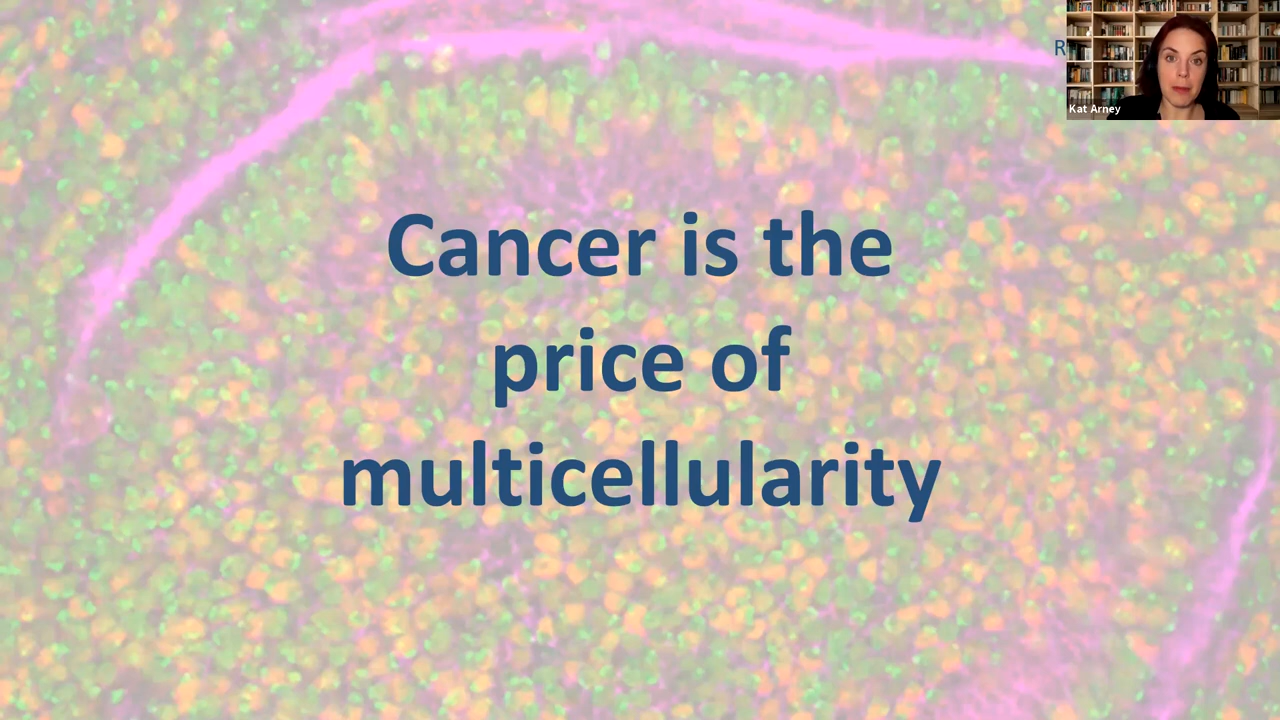 Kat Arney
Cancer is the
price of
multicellularity